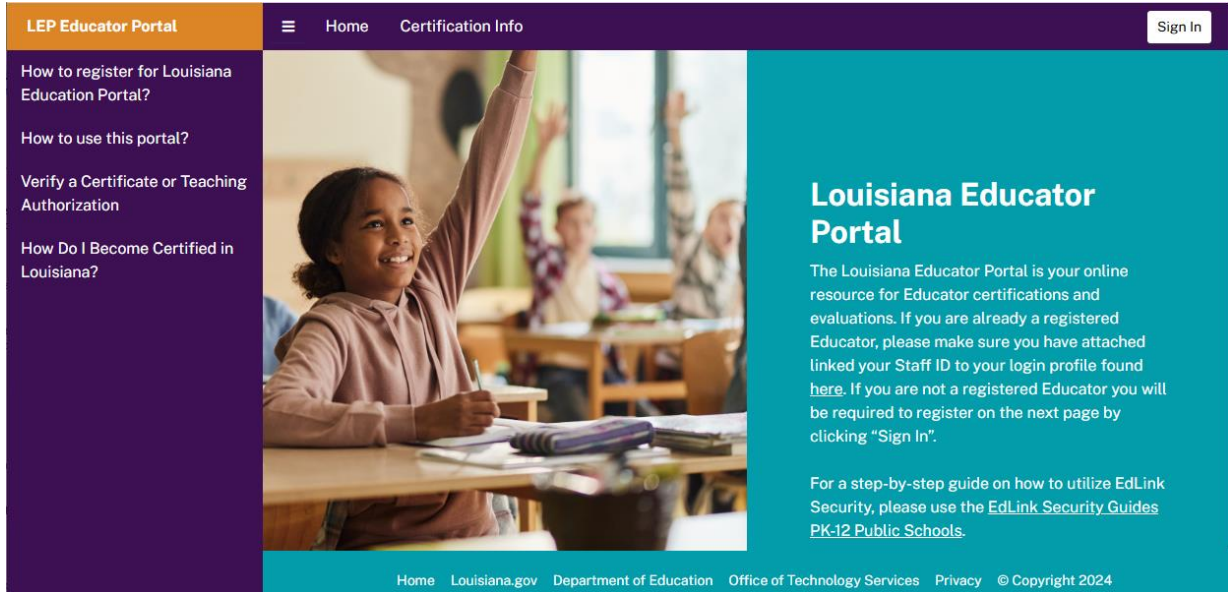 LEP Educator Portal
☰ Home Certification Info Sign In
How to register for Louisiana
Education Portal?
How to use this portal?
Verify a Certificate or Teaching
Authorization
How Do I Become Certified in
Louisiana?
Louisiana Educator
Portal
The Louisiana Educator Portal is your online
resource for Educator certifications and
evaluations. If you are already a registered
Educator, please make sure you have attached
linked your Staff ID to your login profile found
here. If you are not a registered Educator you will
be required to register on the next page by
clicking “Sign In”.
For a step-by-step guide on how to utilize EdLink
Security, please use the EdLink Security Guides
PK-12 Public Schools.
Home Louisiana.gov Department of Education Office of Technology Services Privacy © Copyright 2024